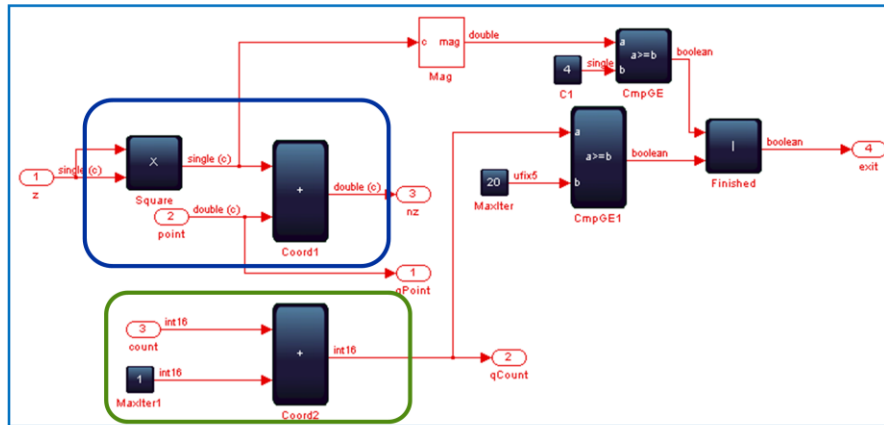 double
c mag
Mag
a
a>=b
b
boolean
CmpGE
4
single
C1
1
z
single (c)
X
Square
single (c)
+
Coord1
double (c)
3
nz
2
point
double (c)
1
qPoint
a
a>=b
b
boolean
CmpGE1
20
ufix5
MaxIter
|
Finished
boolean
4
exit
3
count
int16
1
MaxIter1
int16
+
Coord2
int16
2
qCount